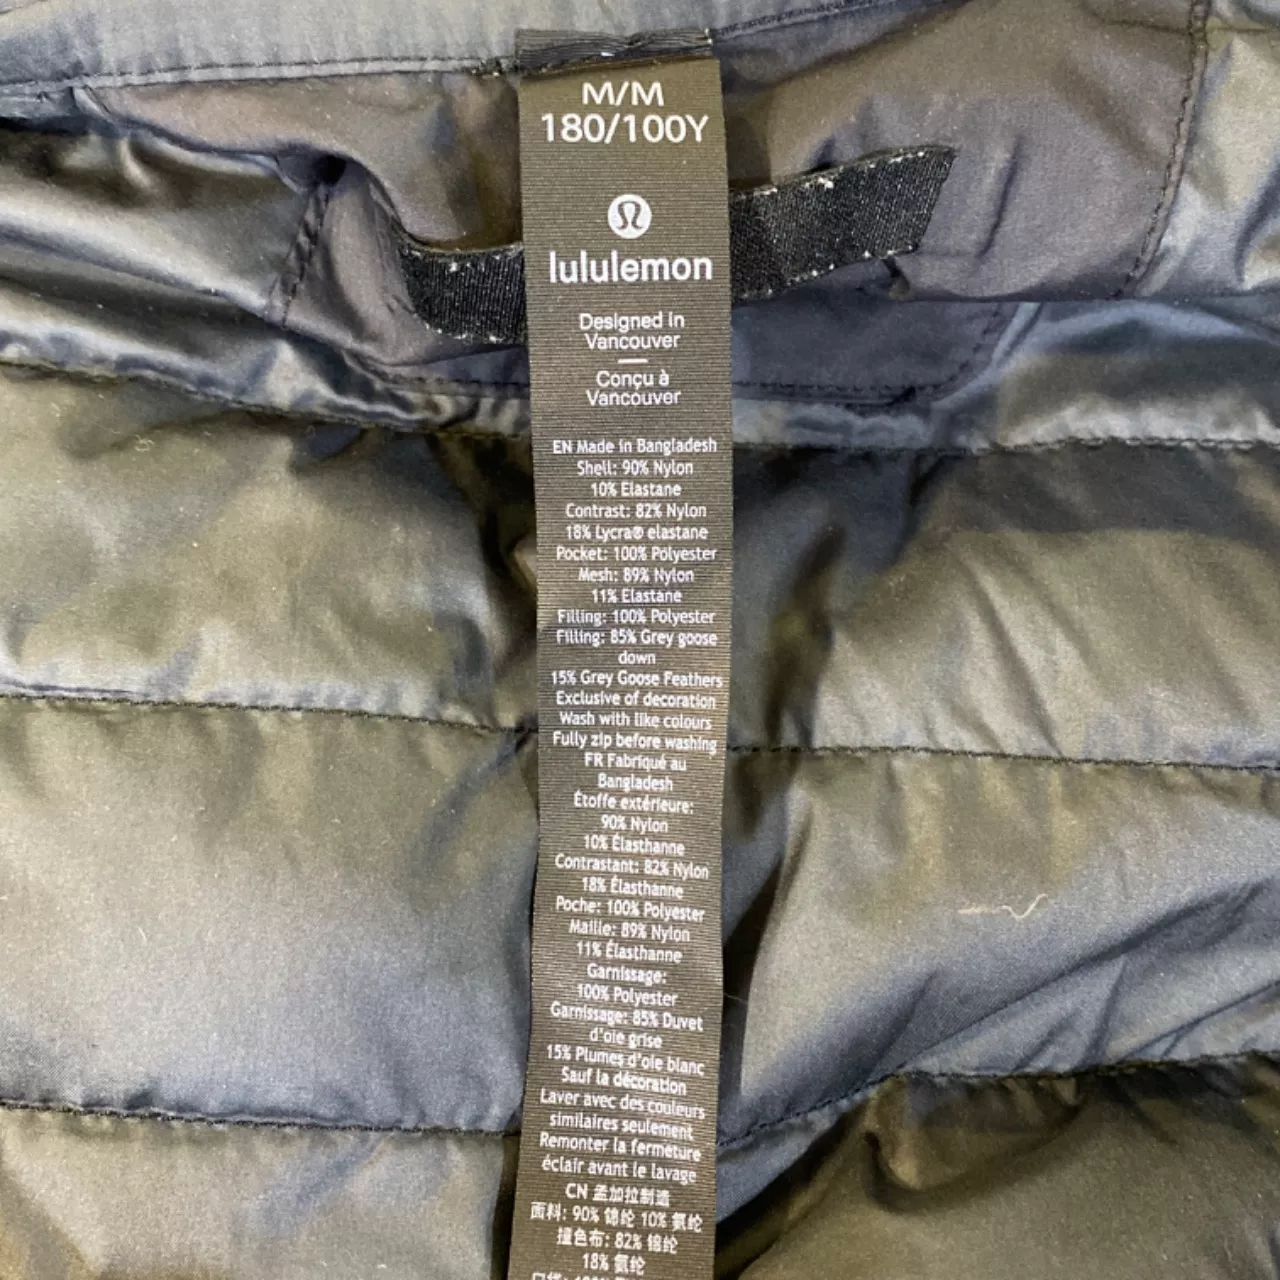 M/M
180/100Y
lululemon
Designed in
Vancouver
Conçu à
Vancouver
EN Made in Bangladesh
Shell: 90% Nylon
10% Elastane
Contrast: 82% Nylon
18% Lycra® elastane
Pocket: 100% Polyester
Mesh: 89% Nylon
11% Elastane
Filling: 100% Polyester
Filling: 85% Grey goose
down
15% Grey Goose Feathers
Exclusive of decoration
Wash with like colours
Fully zip before washing
FR Fabriqué au
Bangladesh
Étoffe extérieure:
90% Nylon
10% Élasthanne
Contrastant: 82% Nylon
18% Élasthanne
Poche: 100% Polyester
Maille: 89% Nylon
11% Élasthanne
Garnissage:
100% Polyester
Garnissage: 85% Duvet
d'oie grise
15% Plumes d'oie blanc
Sauf la décoration
Laver avec des couleurs
similaires seulement
Remonter la fermeture
éclair avant le lavage
CN 孟加拉制造
面料: 90% 锦纶 10% 氨纶
撞色布: 82% 锦纶
18% 氨纶